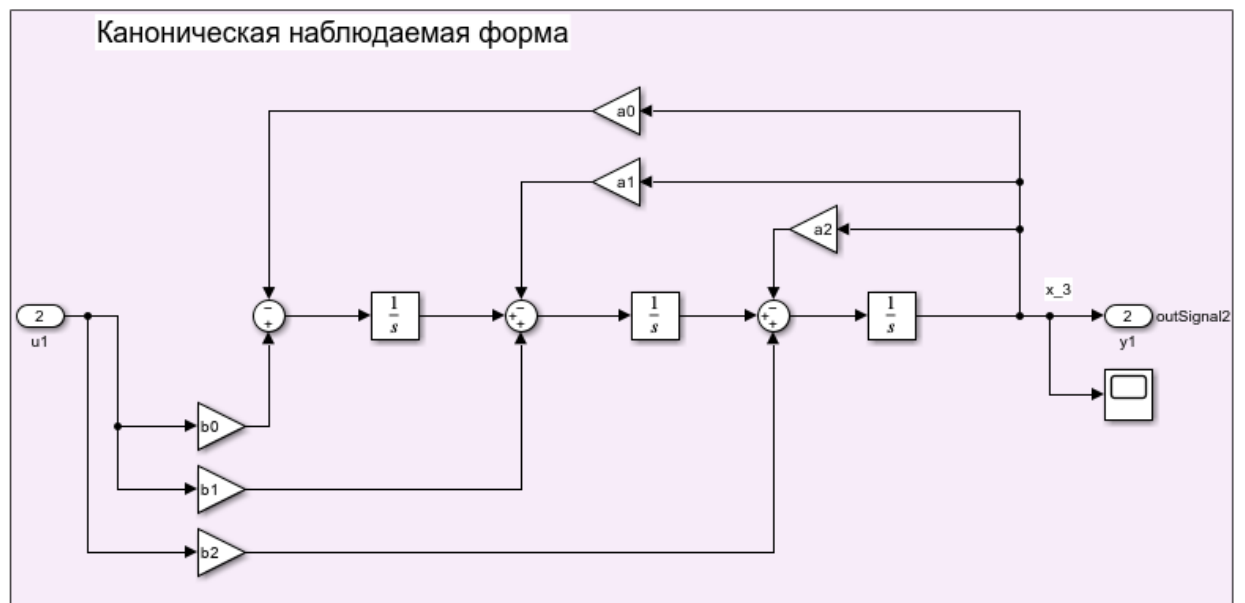 Каноническая наблюдаемая форма
a0
a1
a2
x_3
2
u1
−
+
1
s
−
+
+
1
s
−
+
+
1
s
2
outSignal2
y1
b0
b1
b2